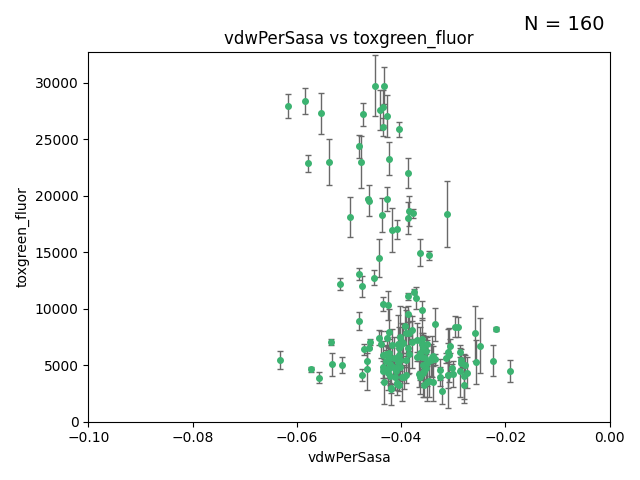 N = 160
vdwPerSasa vs toxgreen_fluor
30000
25000
20000
15000
10000
5000
0
toxgreen_fluor
−0.10 −0.08 −0.06 −0.04 −0.02 0.00
vdwPerSasa